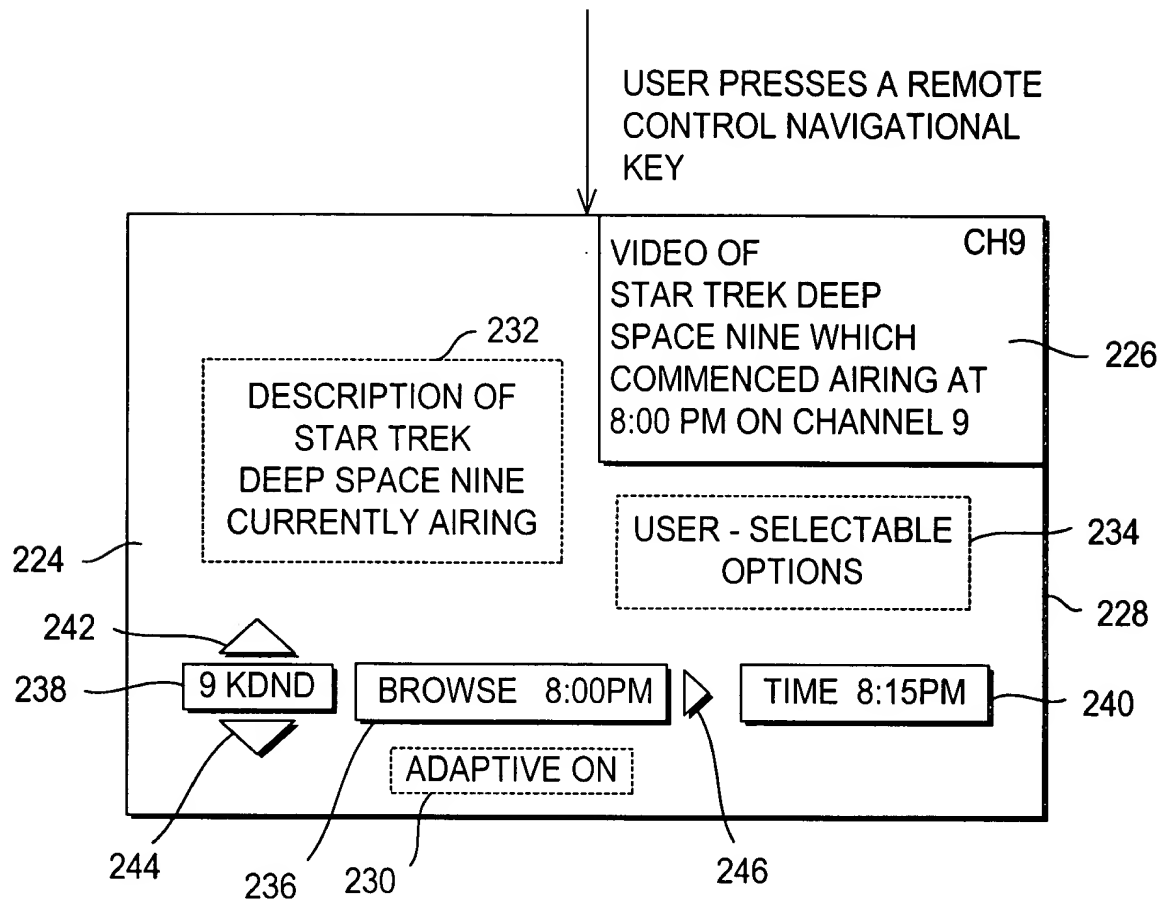 USER PRESSES A REMOTE
CONTROL NAVIGATIONAL
KEY
CH9
VIDEO OF
STAR TREK DEEP
SPACE NINE WHICH
COMMENCED AIRING AT
8:00 PM ON CHANNEL 9
226
232
DESCRIPTION OF
STAR TREK
DEEP SPACE NINE
CURRENTLY AIRING
USER - SELECTABLE
OPTIONS
234
224
228
242
238
9 KDND
BROWSE 8:00PM
TIME 8:15PM
240
ADAPTIVE ON
244
236
230
246